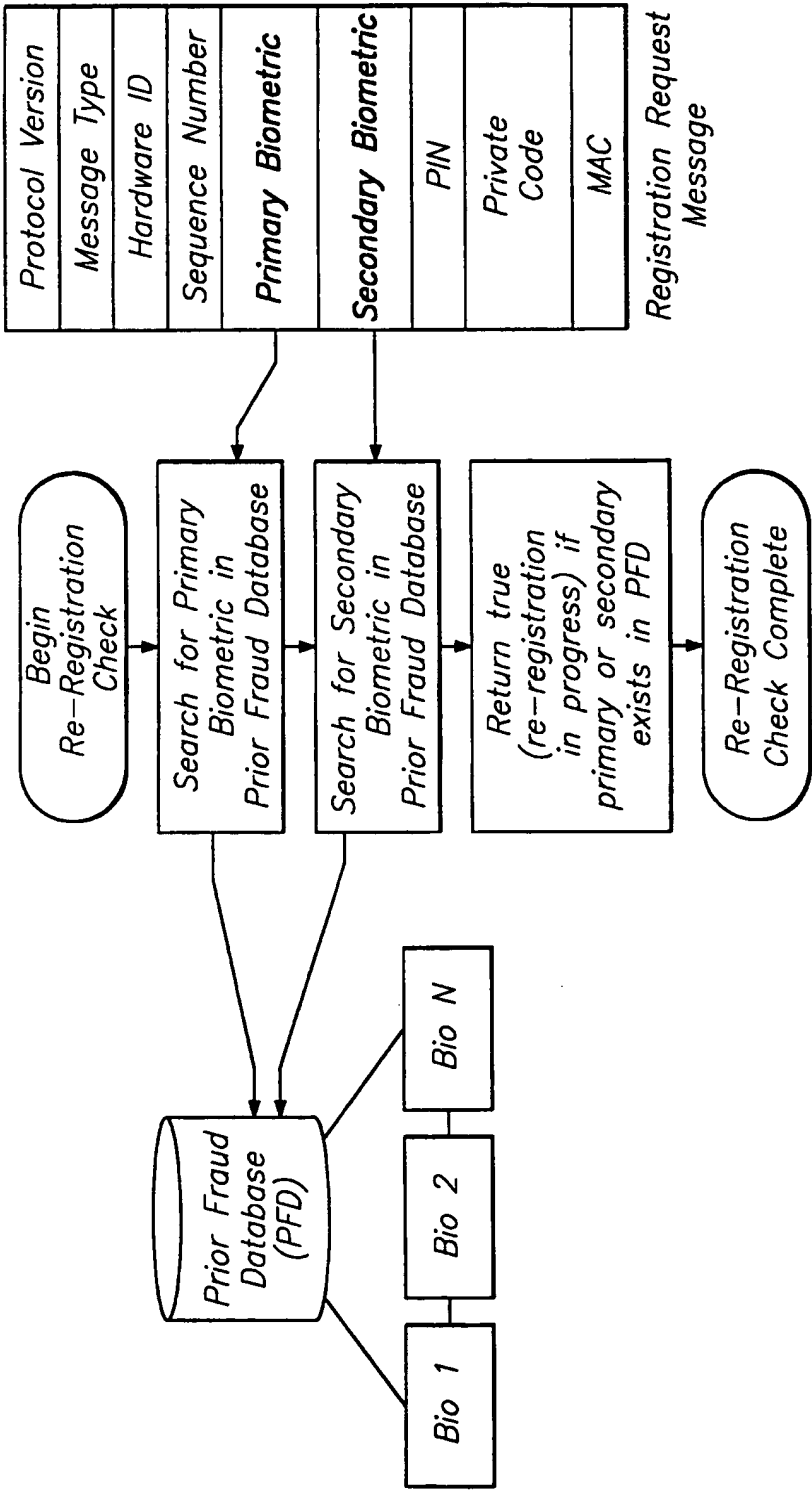 Prior Fraud
Database
(PFD)
Bio 1
Bio 2
Bio N
Begin
Re-Registration
Check
Search for Primary
Biometric in
Prior Fraud Database
Search for Secondary
Biometric in
Prior Fraud Database
Return true
(re-registration
in progress) if
primary or secondary
exists in PFD
Re-Registration
Check Complete
Protocol Version
Message Type
Hardware ID
Sequence Number
Primary Biometric
Secondary Biometric
PIN
Private
Code
MAC
Registration Request
Message